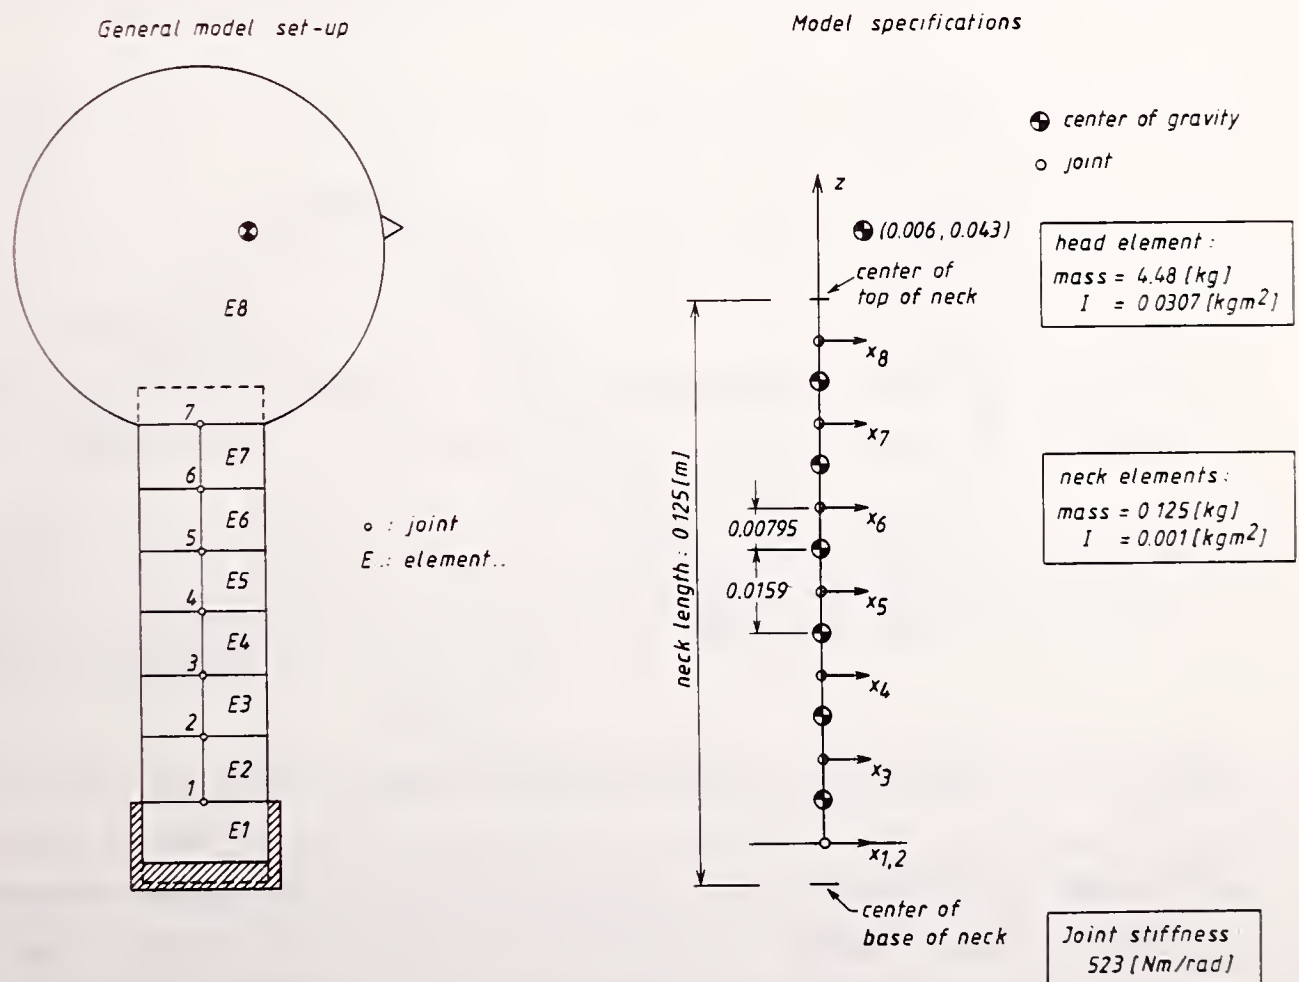 General model set-up
E8
7
E7
6
E6
5
E5
4
E4
3
E3
2
E2
1
E1
o : joint
E..: element..
Model specifications
center of gravity
joint
z
(0.006, 0.043)
center of
top of neck
x8
x7
x6
x5
x4
x3
x1,2
neck length: 0 125 [m]
0.00795
0.0159
center of
base of neck
head element:
mass = 4.48 [kg]
I = 0 0307 [kgm2]
neck elements:
mass = 0 125 [kg]
I = 0.001 [kgm2]
Joint stiffness
523 [Nm/rad]